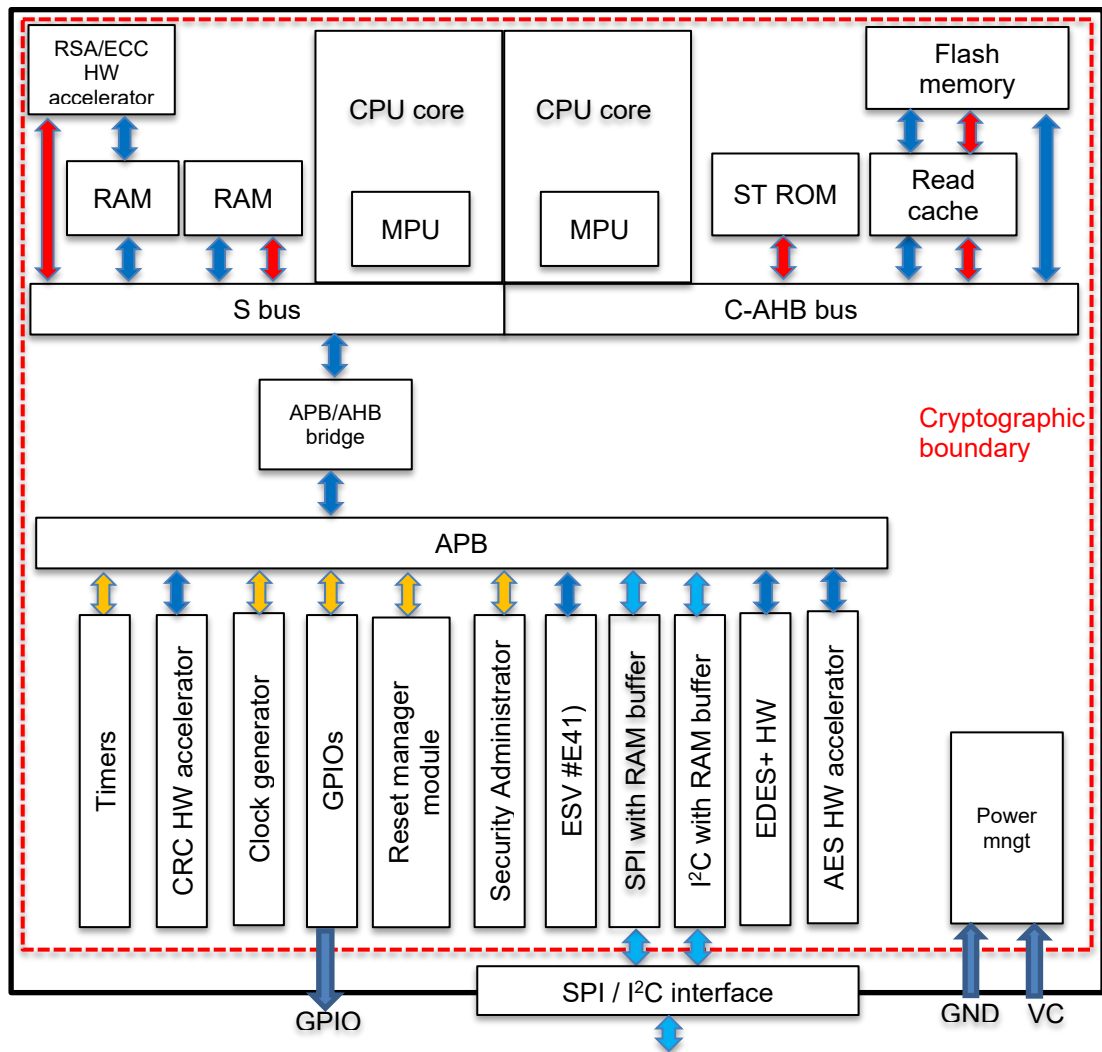 RSA/ECC
HW
accelerator
CPU core
CPU core
Flash
memory
RAM
RAM
MPU
MPU
ST ROM
Read
cache
S bus
C-AHB bus
APB/AHB
bridge
Cryptographic
boundary
APB
Timers
CRC HW accelerator
Clock generator
GPIOs
Reset manager
module
Security Administrator
ESV #E41)
SPI with RAM buffer
I²C with RAM buffer
EDES+ HW
AES HW accelerator
Power
mngt
SPI / I²C interface
GPIO
GND
VC